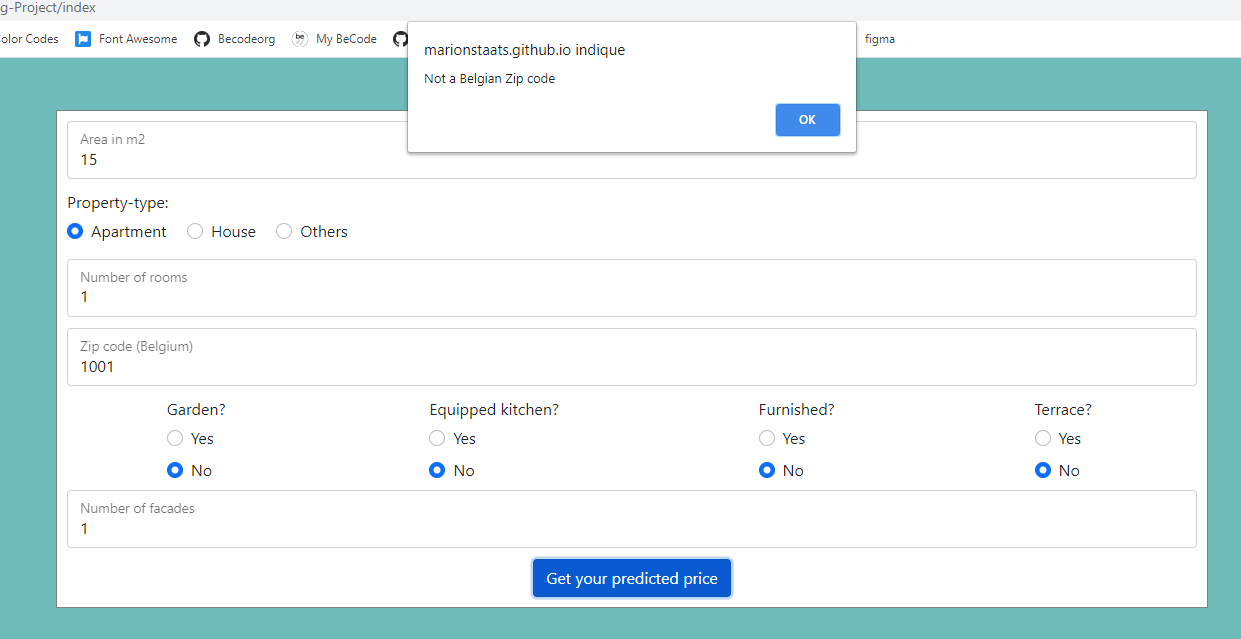 g-Project/index
olor Codes Font Awesome Becodeorg be My BeCode figma
marionstaats.github.io indique
Not a Belgian Zip code
OK
Area in m2
15
Property-type:
Apartment House Others
Number of rooms
1
Zip code (Belgium)
1001
Garden? Equipped kitchen? Furnished? Terrace?
Yes Yes Yes Yes
No No No No
Number of facades
1
Get your predicted price